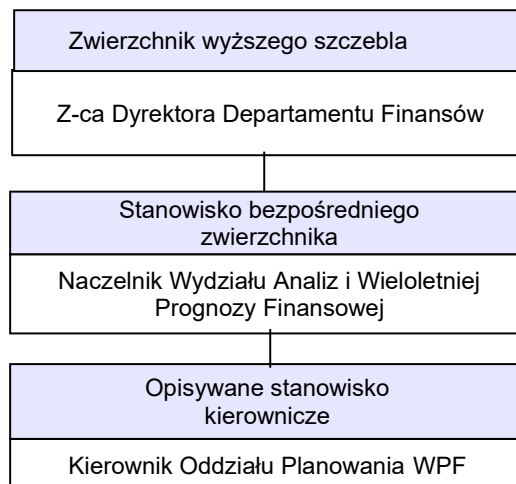 Zwierzchnik wyższego szczebla
Z-ca Dyrektora Departamentu Finansów
Stanowisko bezpośredniego
zwierzchnika
Naczelnik Wydziału Analiz i Wieloletniej
Prognozy Finansowej
Opisywane stanowisko
kierownicze
Kierownik Oddziału Planowania WPF